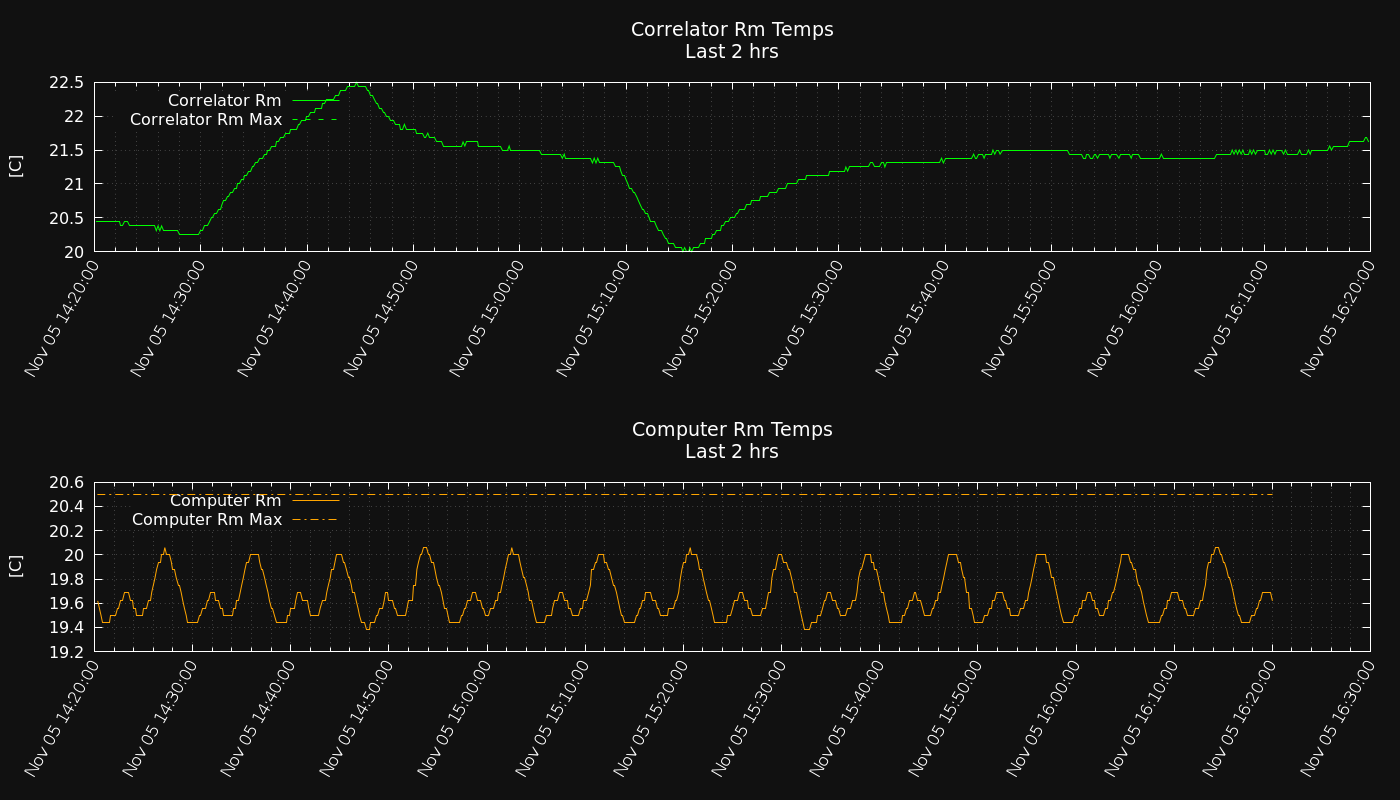 Correlator Rm Temps
Last 2 hrs
22.5
22
21.5
21
20.5
20
[C]
Correlator Rm
Correlator Rm Max
Nov 05 14:20:00
Nov 05 14:30:00
Nov 05 14:40:00
Nov 05 14:50:00
Nov 05 15:00:00
Nov 05 15:10:00
Nov 05 15:20:00
Nov 05 15:30:00
Nov 05 15:40:00
Nov 05 15:50:00
Nov 05 16:00:00
Nov 05 16:10:00
Nov 05 16:20:00
Computer Rm Temps
Last 2 hrs
20.6
20.4
20.2
20
19.8
19.6
19.4
19.2
[C]
Computer Rm
Computer Rm Max
Nov 05 14:20:00
Nov 05 14:30:00
Nov 05 14:40:00
Nov 05 14:50:00
Nov 05 15:00:00
Nov 05 15:10:00
Nov 05 15:20:00
Nov 05 15:30:00
Nov 05 15:40:00
Nov 05 15:50:00
Nov 05 16:00:00
Nov 05 16:10:00
Nov 05 16:20:00
Nov 05 16:30:00